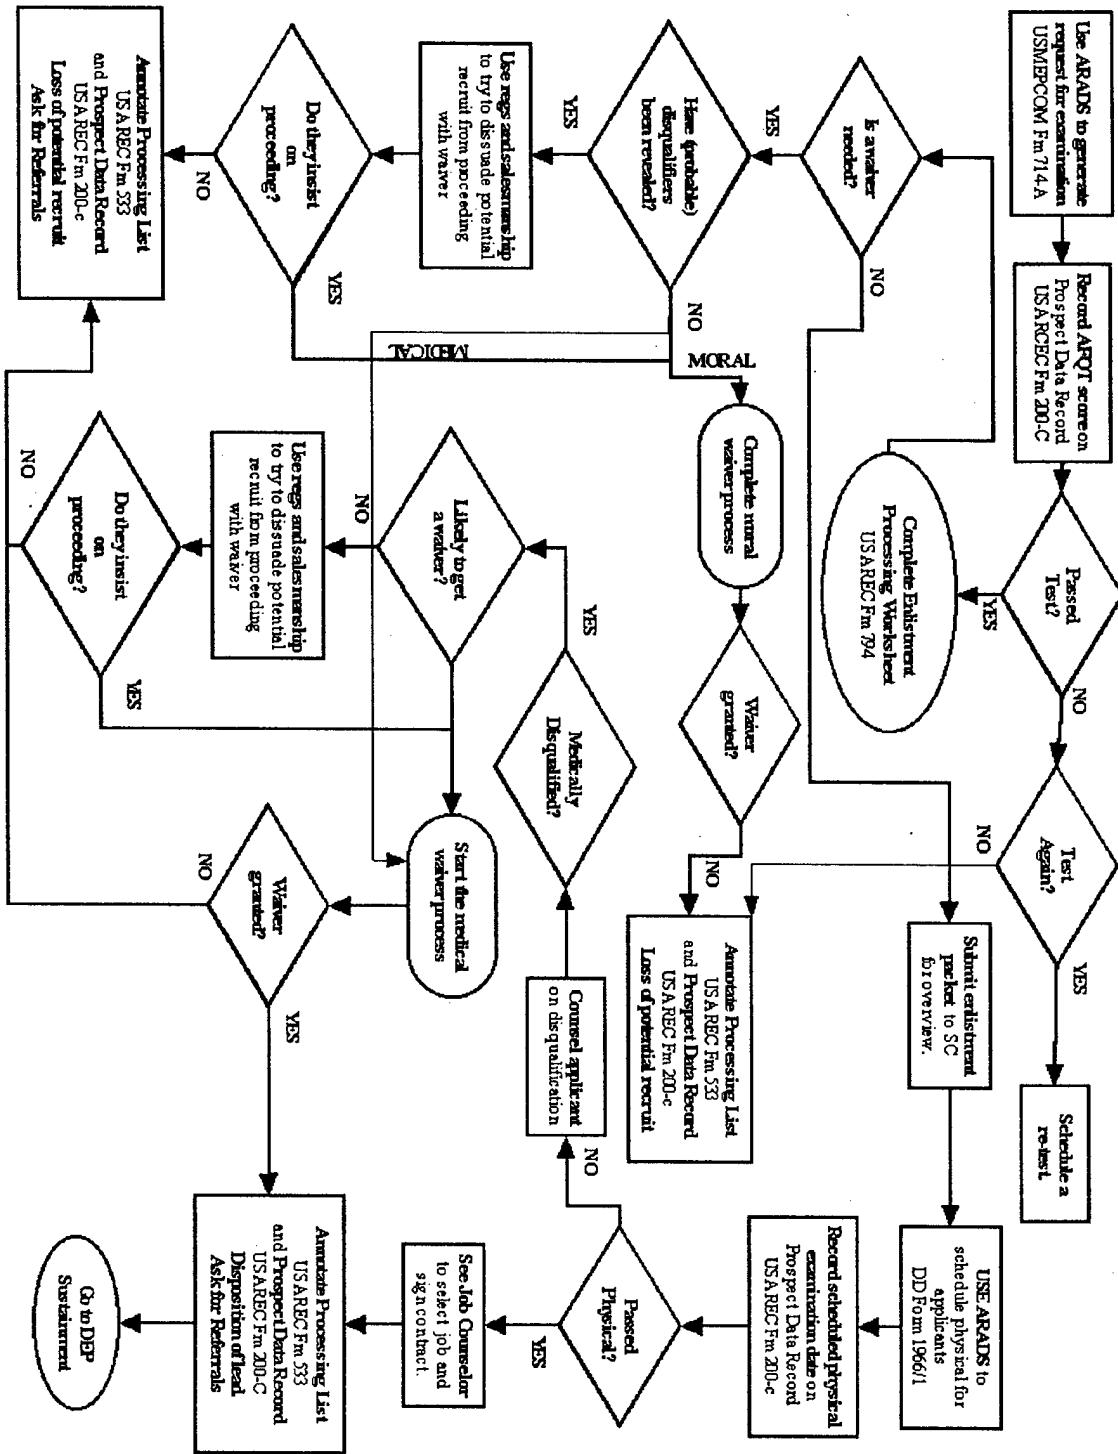 Use ARADS to generate
request for examination
USMEPCOM Fm 714-A
Record AFQT score on
Prospect Data Record
USARCEC Fm 200-C
Passed
Test?
YES
NO
Test
Again?
NO
YES
Schedule a
re-test.
Complete Enlistment
Processing Worksheet
USAREC Fm 794
Is a waiver
needed?
YES
NO
Submit enlistment
packet to SC
for overview.
USE ARADS to
schedule physical for
applicants
DD Form 1966/1
Have (probable)
disqualifiers
been revealed?
YES
NO
MORAL
MEDICAL
Complete moral
waiver process
Waiver
granted?
NO
Annotate Processing List
USAREC Fm 533
and Prospect Data Record
USAREC Fm 200-c
Loss of potential recruit
Record scheduled physical
examination date on
Prospect Data Record
USAREC Fm 200-c
Use regs and salesmanship
to try to dissuade potential
recruit from proceeding
with waiver
Do they insist
on
proceeding?
NO
YES
Annotate Processing List
USAREC Fm 533
and Prospect Data Record
USAREC Fm 200-c
Loss of potential recruit
Ask for Referrals
Passed
Physical?
NO
YES
Counsel applicant
on disqualification
Medically
Disqualified?
YES
Likely to get
a waiver?
NO
Use regs and salesmanship
to try to dissuade potential
recruit from proceeding
with waiver
Do they insist
on
proceeding?
NO
YES
Start the medical
waiver process
Waiver
granted?
NO
YES
See Job Counselor
to select job and
sign contract.
Annotate Processing List
USAREC Fm 533
and Prospect Data Record
USAREC Fm 200-C
Disposition of lead
Ask for Referrals
Go to DEP
Sustainment